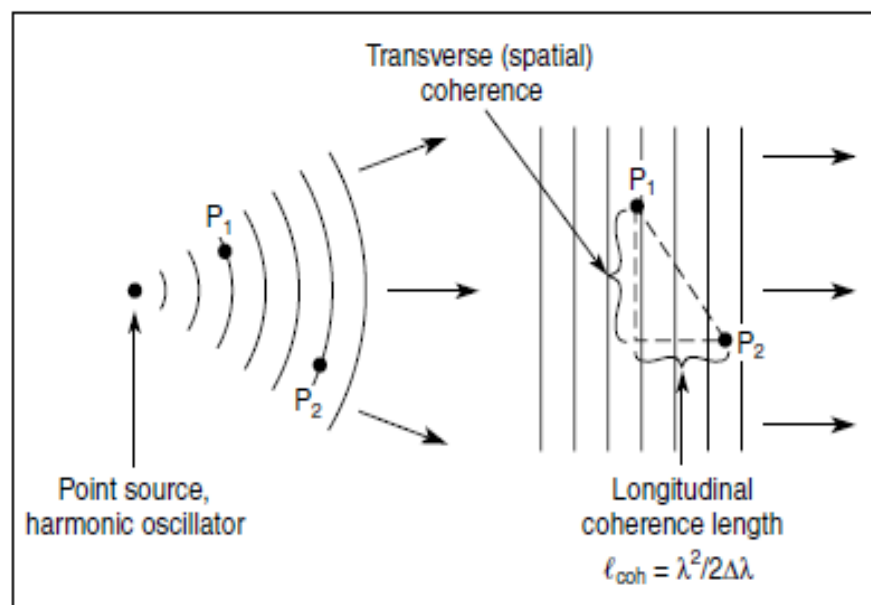 Transverse (spatial)
coherence
P₁
P₂
Point source,
harmonic oscillator
P₁
P₂
Longitudinal
coherence length
ℓcoh = λ²/2Δλ